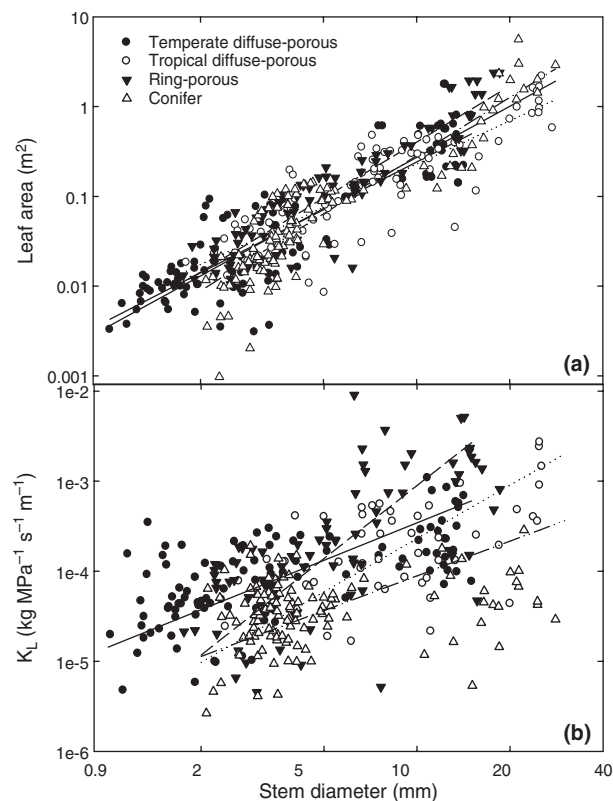 Temperate diffuse-porous
Tropical diffuse-porous
Ring-porous
Conifer
10
1
0.1
0.01
0.001
Leaf area (m²)
(a)
1e-2
1e-3
1e-4
1e-5
1e-6
K_L (kg MPa⁻¹ s⁻¹ m⁻¹)
(b)
0.9 2 5 10 20 40
Stem diameter (mm)